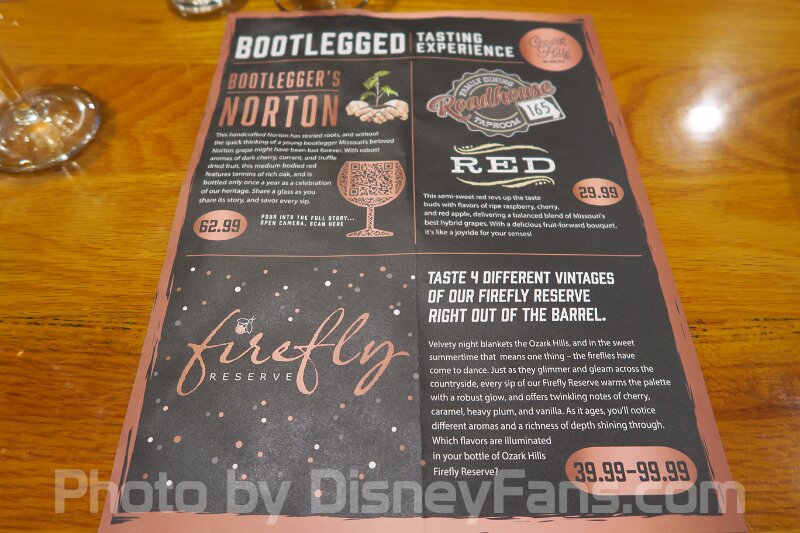 BOOTLEGGED
TASTING
EXPERIENCE
Ozark
Hills
WINERY
BOOTLEGGER'S
NORTON
This handcrafted Norton has storied roots, and without
the quick thinking of a young bootlegger Missouri's beloved
Norton grape might have been lost forever. With robust
aromas of dark cherry, currant, and truffle
dried fruit, this medium bodied red
features tannins of rich oak, and is
bottled only once a year as a celebration
of our heritage. Share a glass as you
share its story, and savor every sip.
62.99
POUR INTO THE FULL STORY...
OPEN CAMERA, SCAN HERE
FAMILY DINING
Roadhouse
165
TAPROOM
RED
This semi-sweet red revs up the taste
buds with flavors of ripe raspberry, cherry,
and red apple, delivering a balanced blend of Missouri's
best hybrid grapes. With a delicious fruit-forward bouquet,
it's like a joyride for your senses!
29.99
firefly
RESERVE
TASTE 4 DIFFERENT VINTAGES
OF OUR FIREFLY RESERVE
RIGHT OUT OF THE BARREL.
Velvety night blankets the Ozark Hills, and in the sweet
summertime that means one thing – the fireflies have
come to dance. Just as they glimmer and gleam across the
countryside, every sip of our Firefly Reserve warms the palette
with a robust glow, and offers twinkling notes of cherry,
caramel, heavy plum, and vanilla. As it ages, you'll notice
different aromas and a richness of depth shining through.
Which flavors are illuminated
in your bottle of Ozark Hills
Firefly Reserve?
39.99-99.99
Photo by DisneyFans.com